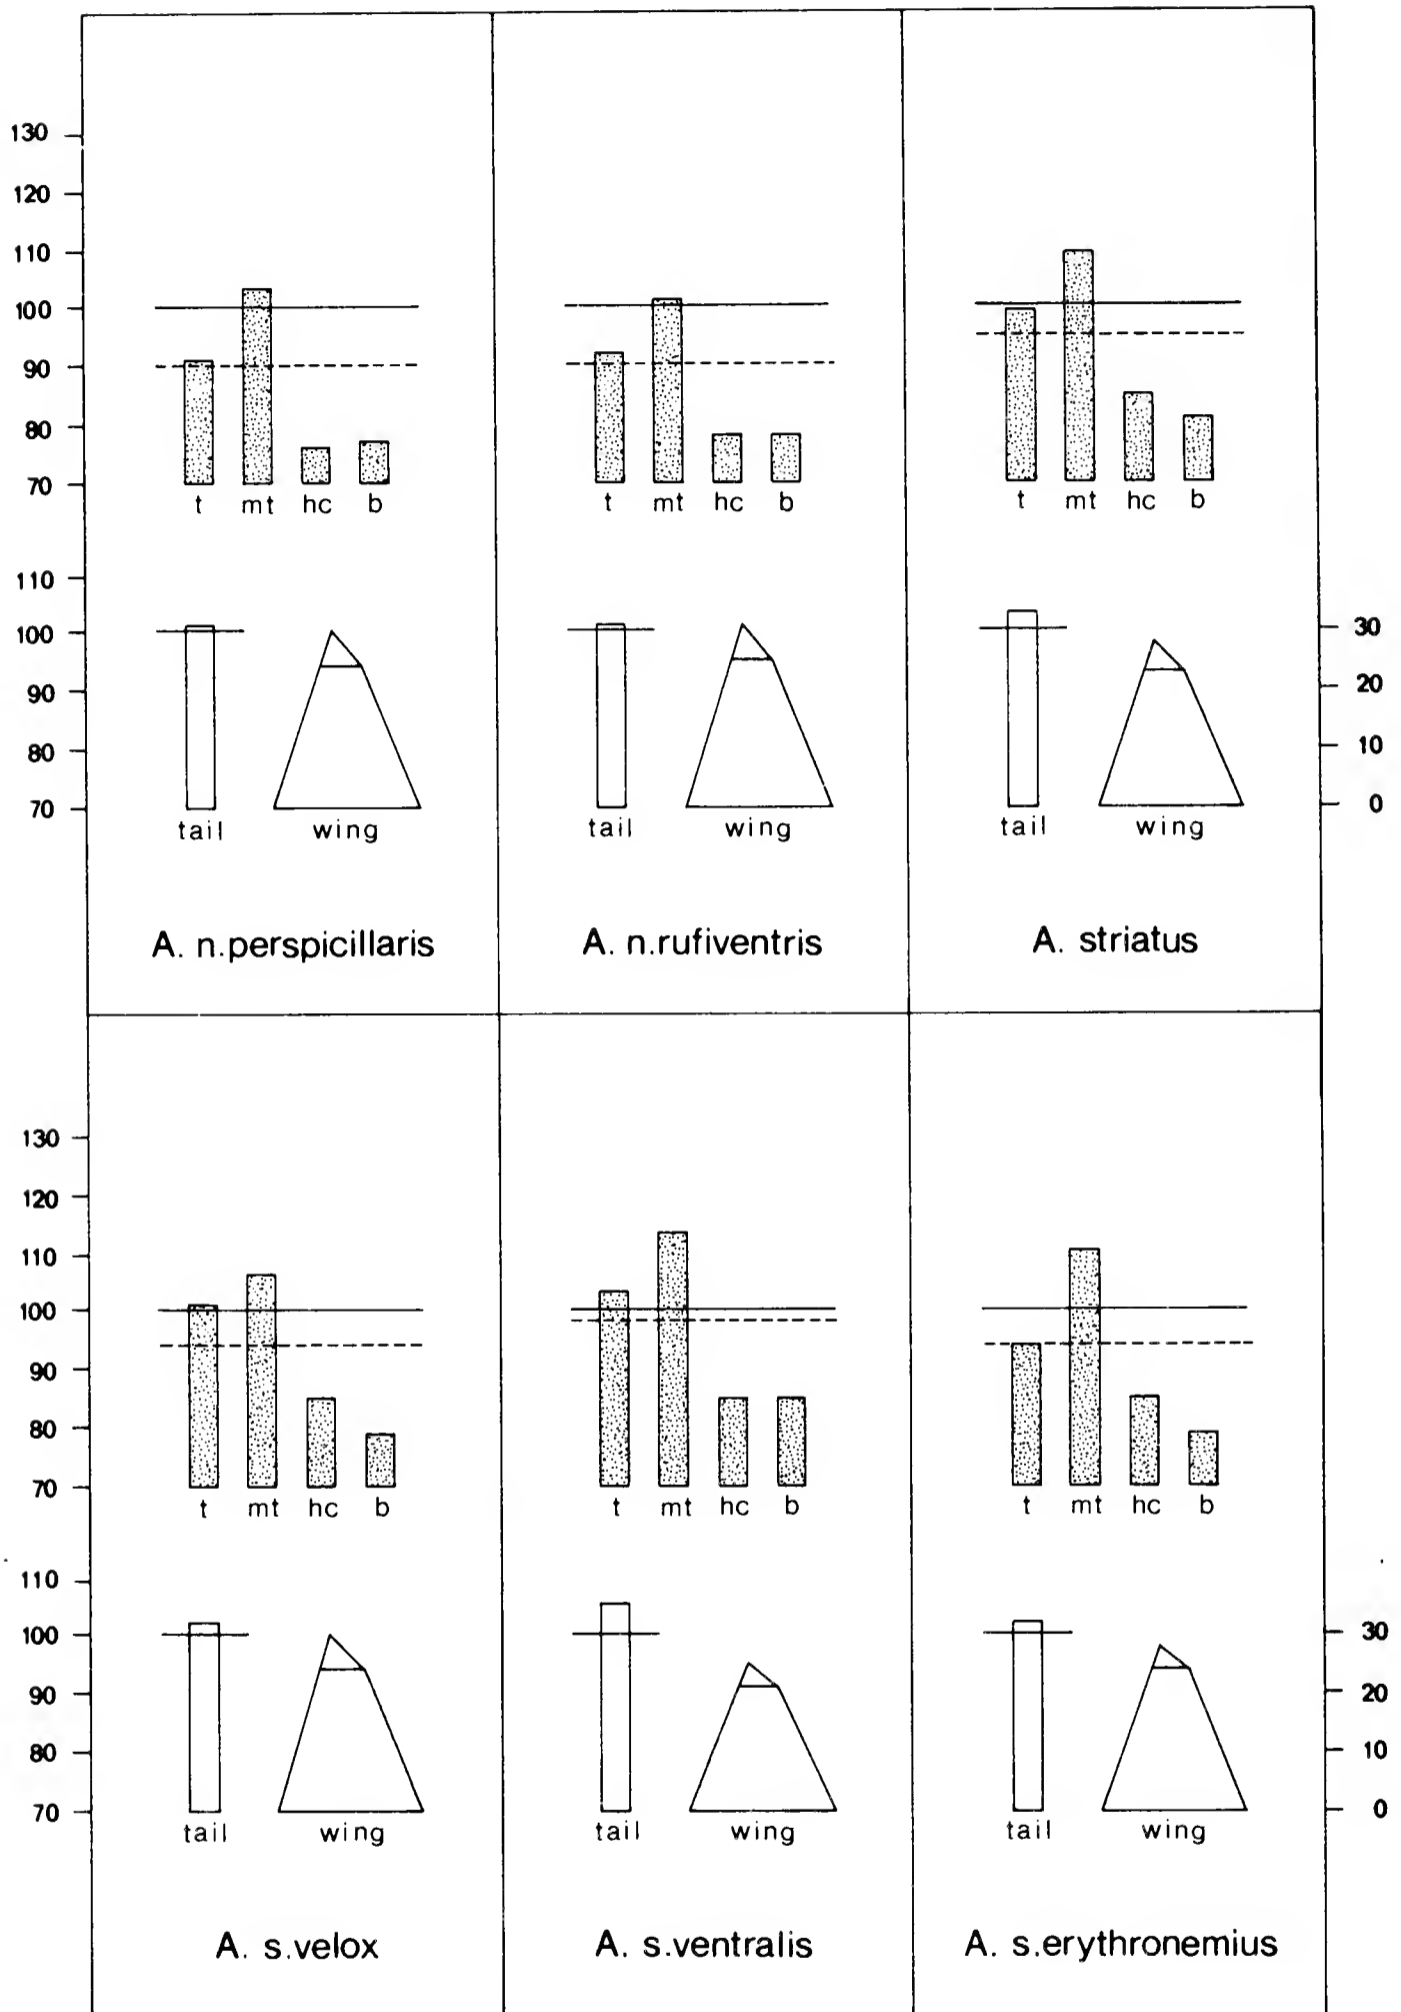 130
120
110
100
90
80
70
t mt hc b
t mt hc b
t mt hc b
110
100
90
80
70
30
20
10
0
tail wing
tail wing
tail wing
A. n.perspicillaris
A. n.rufiventris
A. striatus
130
120
110
100
90
80
70
t mt hc b
t mt hc b
t mt hc b
110
100
90
80
70
30
20
10
0
tail wing
tail wing
tail wing
A. s.velox
A. s.ventralis
A. s.erythronemius